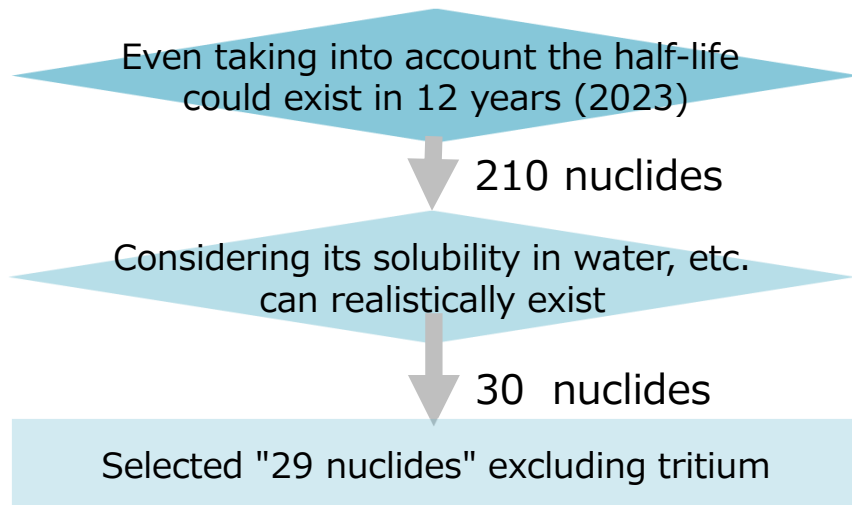 Even taking into account the half-life
could exist in 12 years (2023)
210 nuclides
Considering its solubility in water, etc.
can realistically exist
30 nuclides
Selected "29 nuclides" excluding tritium